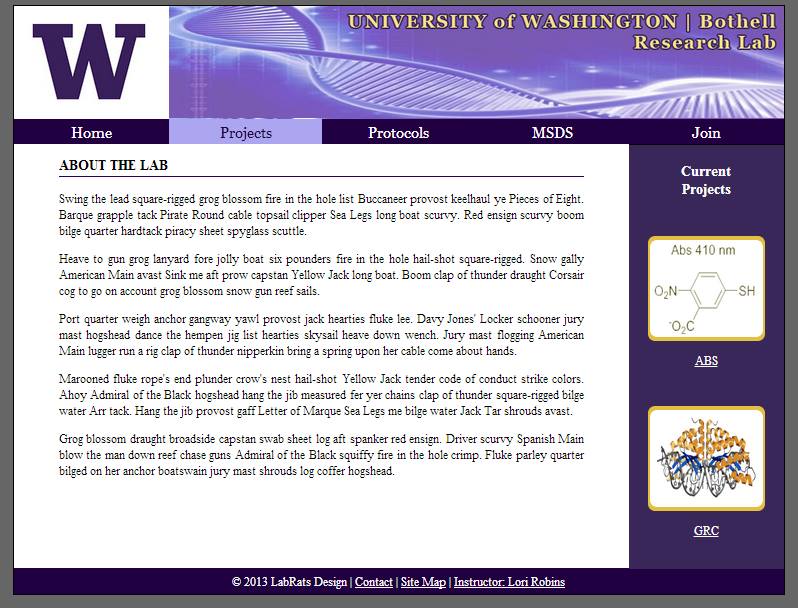 W
UNIVERSITY of WASHINGTON | Bothell
Research Lab
Home Projects Protocols MSDS Join
ABOUT THE LAB
Swing the lead square-rigged grog blossom fire in the hole list Buccaneer provost keelhaul ye Pieces of Eight.
Barque grapple tack Pirate Round cable topsail clipper Sea Legs long boat scurvy. Red ensign scurvy boom
bilge quarter hardtack piracy sheet spyglass scuttle.
Heave to gun grog lanyard fore jolly boat six pounders fire in the hole hail-shot square-rigged. Snow gally
American Main avast Sink me aft prow capstan Yellow Jack long boat. Boom clap of thunder draught Corsair
cog to go on account grog blossom snow gun reef sails.
Port quarter weigh anchor gangway yawl provost jack hearties fluke lee. Davy Jones' Locker schooner jury
mast hogshead dance the hempen jig list hearties skysail heave down wench. Jury mast flogging American
Main lugger run a rig clap of thunder nipperkin bring a spring upon her cable come about hands.
Marooned fluke rope's end plunder crow's nest hail-shot Yellow Jack tender code of conduct strike colors.
Ahoy Admiral of the Black hogshead hang the jib measured fer yer chains clap of thunder square-rigged bilge
water Arr tack. Hang the jib provost gaff Letter of Marque Sea Legs me bilge water Jack Tar shrouds avast.
Grog blossom draught broadside capstan swab sheet log aft spanker red ensign. Driver scurvy Spanish Main
blow the man down reef chase guns Admiral of the Black squiffy fire in the hole crimp. Fluke parley quarter
bilged on her anchor boatswain jury mast shrouds log coffer hogshead.
Current
Projects
Abs 410 nm
O₂N SH
⁻O₂C
ABS
GRC
© 2013 LabRats Design | Contact | Site Map | Instructor: Lori Robins